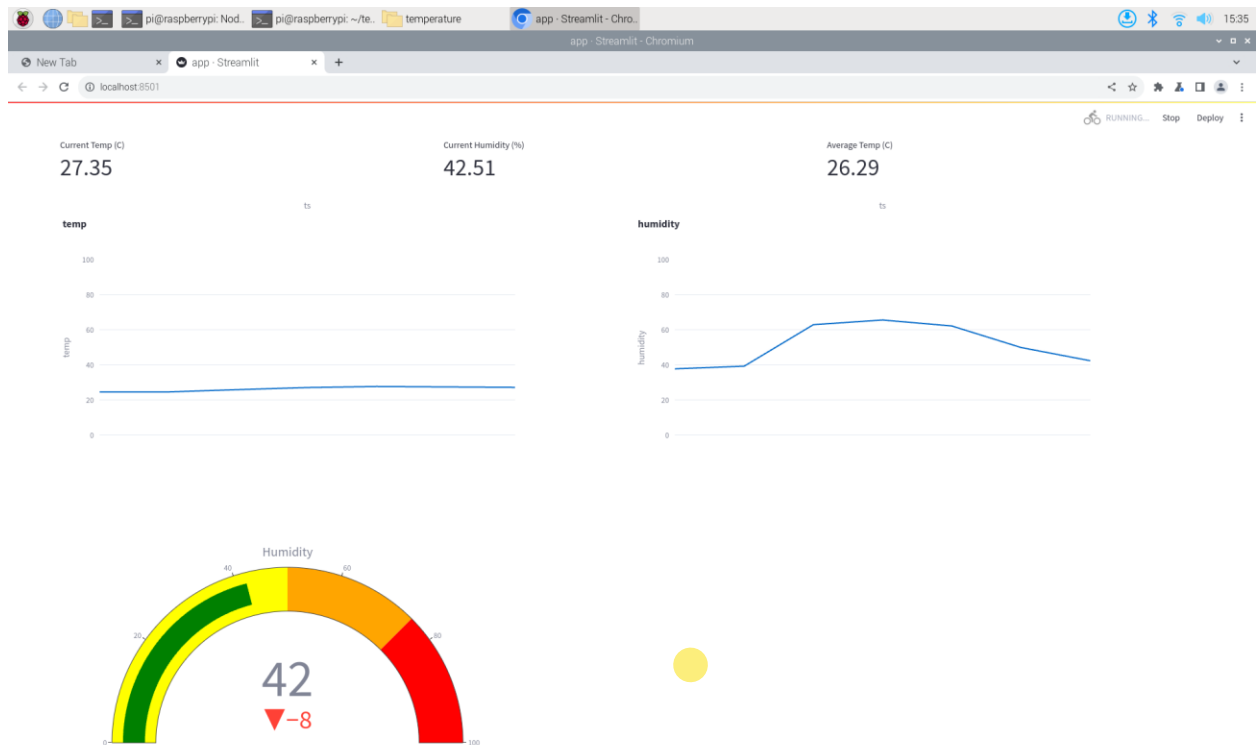 pi@raspberrypi: Nod..
pi@raspberrypi: ~/te..
temperature
app · Streamlit - Chro..
15:35
app · Streamlit - Chromium
New Tab
app · Streamlit
localhost:8501
RUNNING...
Stop
Deploy
Current Temp (C)
27.35
Current Humidity (%)
42.51
Average Temp (C)
26.29
ts
temp
100
80
60
40
20
0
temp
ts
humidity
100
80
60
40
20
0
humidity
Humidity
0
20
40
60
80
100
42
▼−8